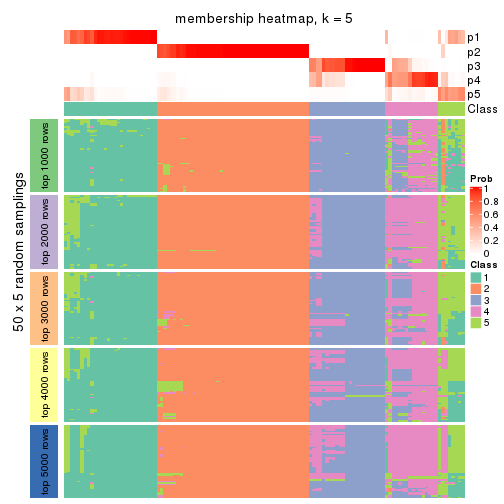 membership heatmap, k = 5
p1
p2
p3
p4
p5
Class
50 x 5 random samplings
top 1000 rows
top 2000 rows
top 3000 rows
top 4000 rows
top 5000 rows
Prob
1
0.8
0.6
0.4
0.2
0
Class
1
2
3
4
5